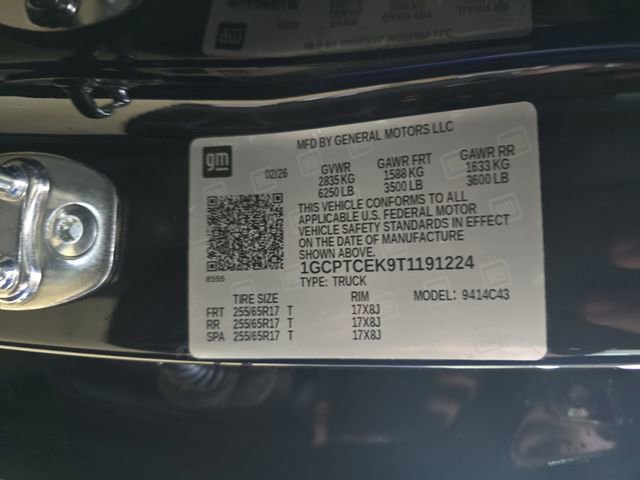 MFD BY GENERAL MOTORS LLC
gm
02/26
GVWR GAWR FRT GAWR RR
2835 KG 1588 KG 1633 KG
6250 LB 3500 LB 3600 LB
THIS VEHICLE CONFORMS TO ALL
APPLICABLE U.S. FEDERAL MOTOR
VEHICLE SAFETY STANDARDS IN EFFECT
ON THE DATE OF MANUFACTURE
SHOWN ABOVE.
8555
1GCPTCEK9T1191224
TYPE: TRUCK
TIRE SIZE RIM MODEL: 9414C43
FRT 255/65R17 T 17X8J
RR 255/65R17 T 17X8J
SPA 255/65R17 T 17X8J